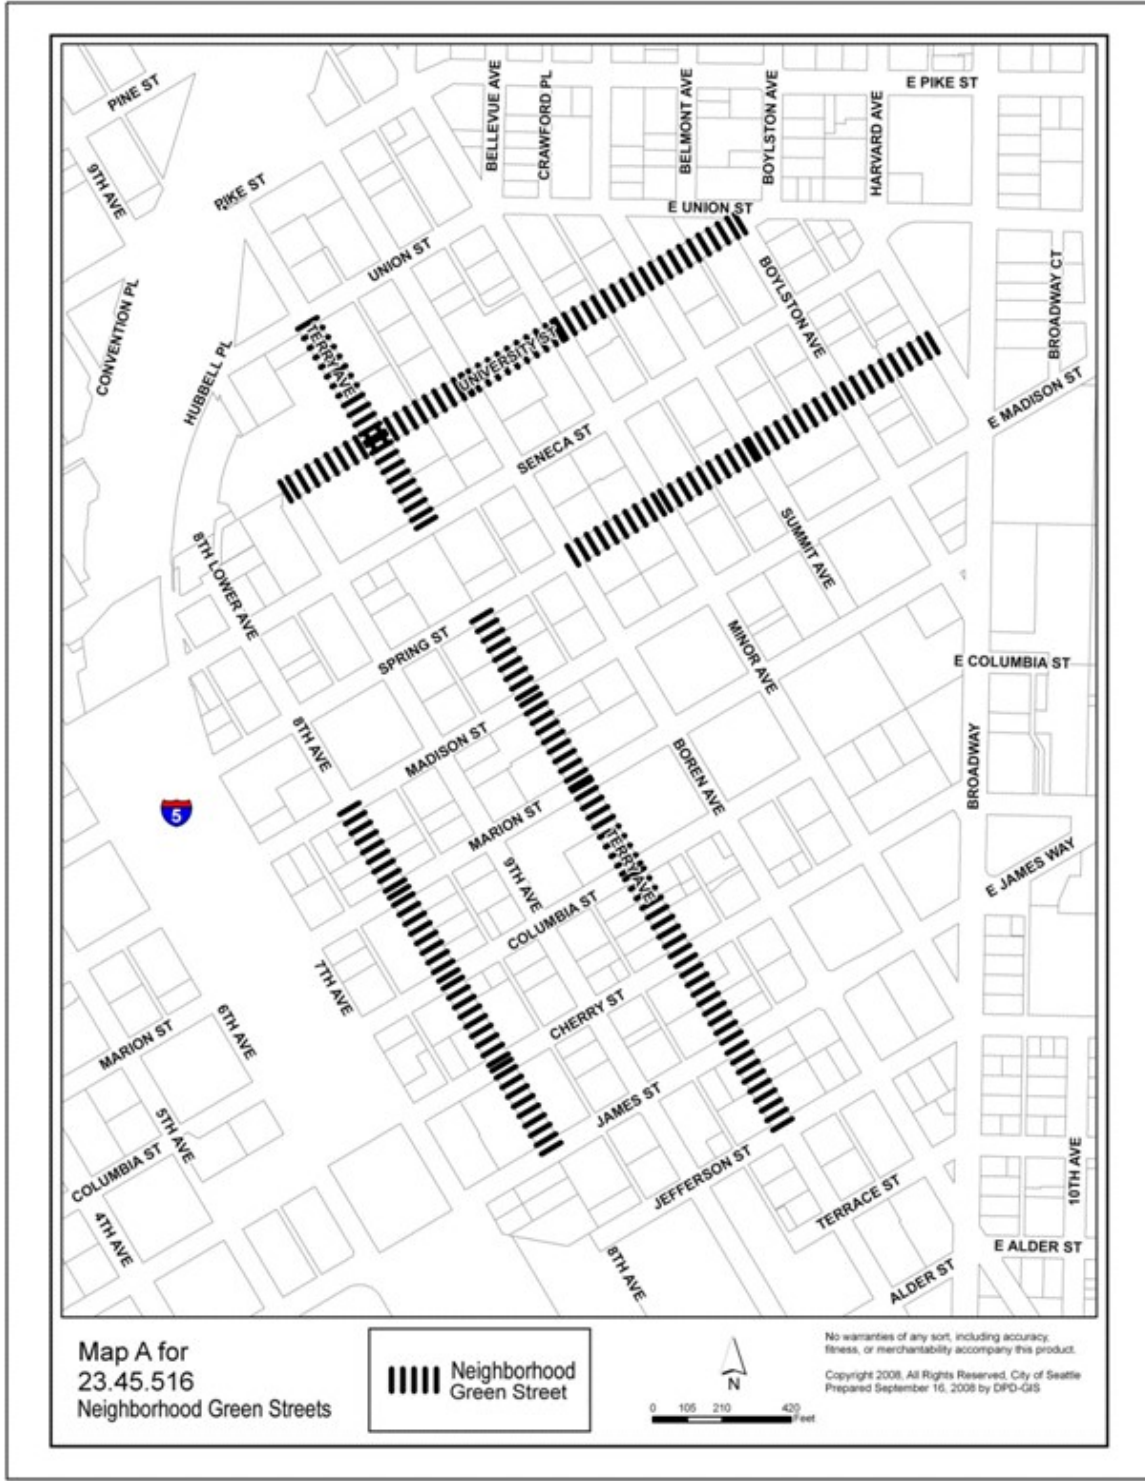 PINE ST
9TH AVE
PIKE ST
BELLEVUE AVE
CRAWFORD PL
BELMONT AVE
BOYLSTON AVE
HARVARD AVE
E PIKE ST
E UNION ST
UNION ST
CONVENTION PL
HUBBELL PL
TERRY AVE
UNIVERSITY ST
BOYLSTON AVE
BROADWAY CT
E MADISON ST
SENECA ST
8TH LOWER AVE
SUMMIT AVE
SPRING ST
MINOR AVE
E COLUMBIA ST
8TH AVE
MADISON ST
BOREN AVE
BROADWAY
5
MARION ST
TERRY AVE
9TH AVE
E JAMES WAY
COLUMBIA ST
7TH AVE
CHERRY ST
MARION ST
6TH AVE
JAMES ST
5TH AVE
COLUMBIA ST
JEFFERSON ST
10TH AVE
TERRACE ST
4TH AVE
8TH AVE
E ALDER ST
ALDER ST
Map A for
23.45.516
Neighborhood Green Streets
Neighborhood
Green Street
N
0 105 210 420
Feet
No warranties of any sort, including accuracy,
fitness, or merchantability accompany this product.
Copyright 2008, All Rights Reserved, City of Seattle
Prepared September 16, 2008 by DPD-GIS